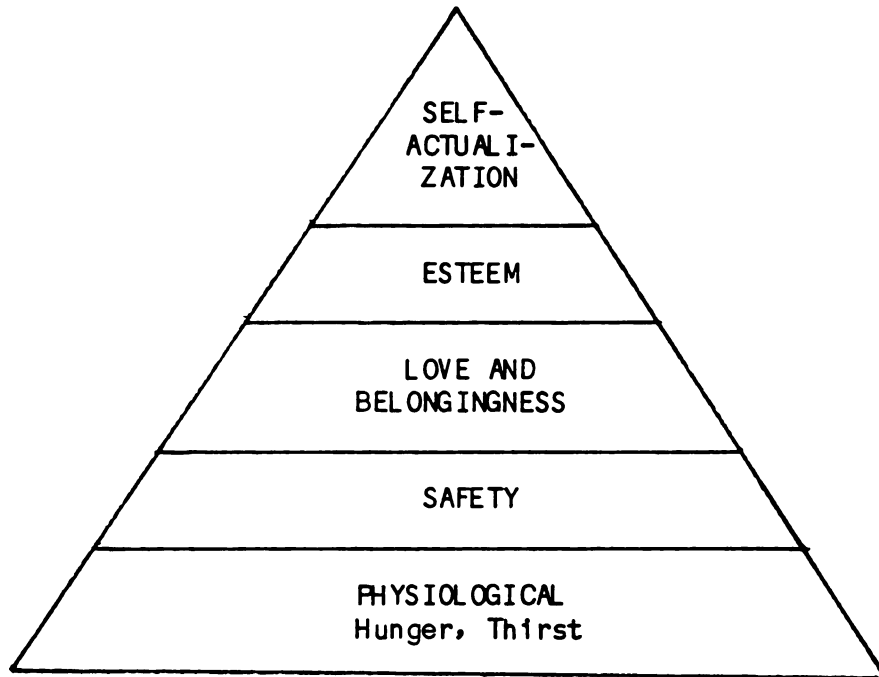 SELF-
ACTUALI-
ZATION
ESTEEM
LOVE AND
BELONGINGNESS
SAFETY
PHYSIOLOGICAL
Hunger, Thirst